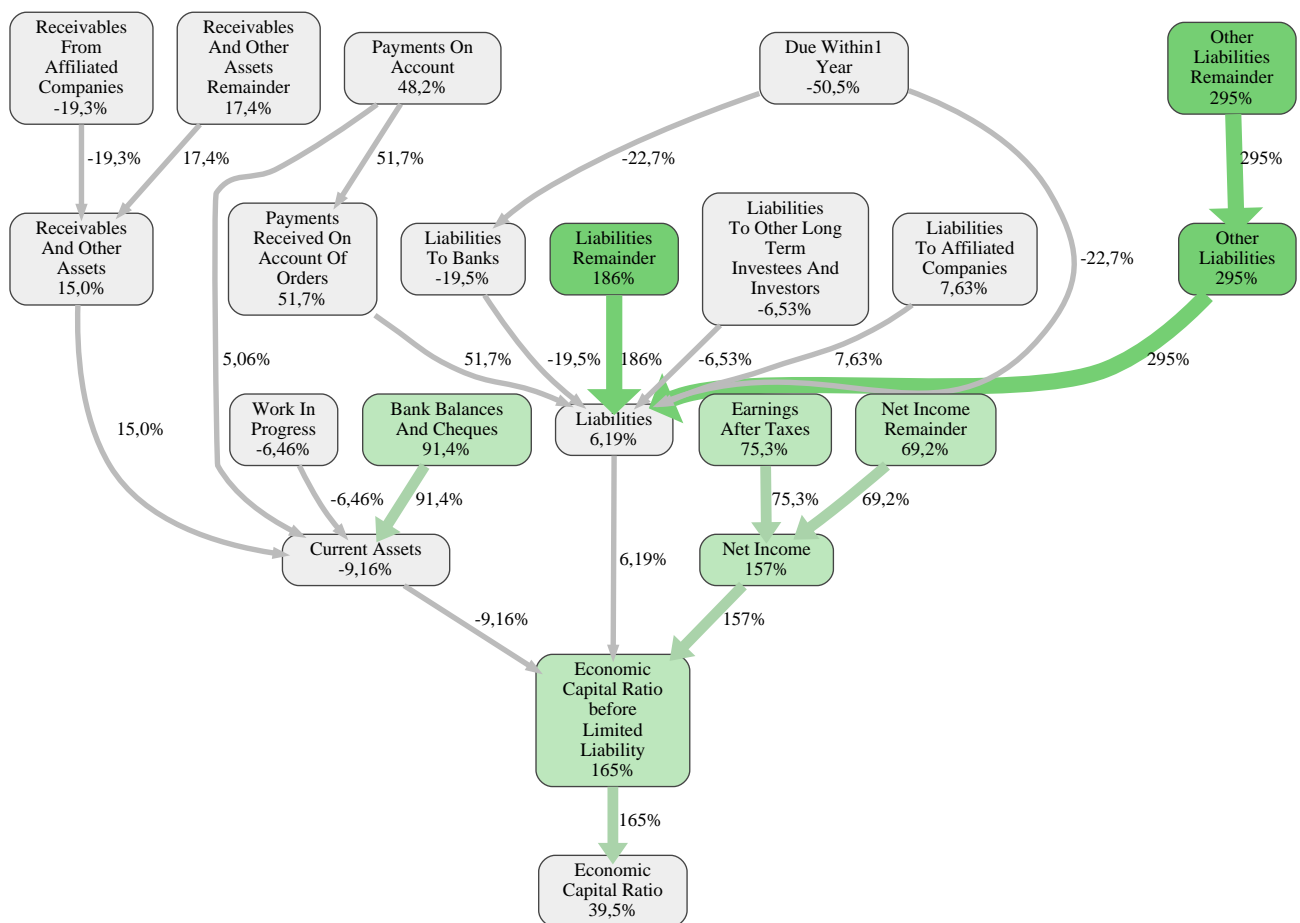 Receivables
From
Affiliated
Companies
-19,3%
Receivables
And Other
Assets
Remainder
17,4%
Payments On
Account
48,2%
Due Within1
Year
-50,5%
Other
Liabilities
Remainder
295%
-19,3%
17,4%
51,7%
-22,7%
295%
Receivables
And Other
Assets
15,0%
Payments
Received On
Account Of
Orders
51,7%
Liabilities
To Banks
-19,5%
Liabilities
Remainder
186%
Liabilities
To Other Long
Term
Investees And
Investors
-6,53%
Liabilities
To Affiliated
Companies
7,63%
-22,7%
Other
Liabilities
295%
5,06%
51,7%
-19,5%
186%
-6,53%
7,63%
295%
15,0%
Work In
Progress
-6,46%
Bank Balances
And Cheques
91,4%
Liabilities
6,19%
Earnings
After Taxes
75,3%
Net Income
Remainder
69,2%
-6,46%
91,4%
75,3%
69,2%
Current Assets
-9,16%
6,19%
Net Income
157%
-9,16%
157%
Economic
Capital Ratio
before
Limited
Liability
165%
165%
Economic
Capital Ratio
39,5%